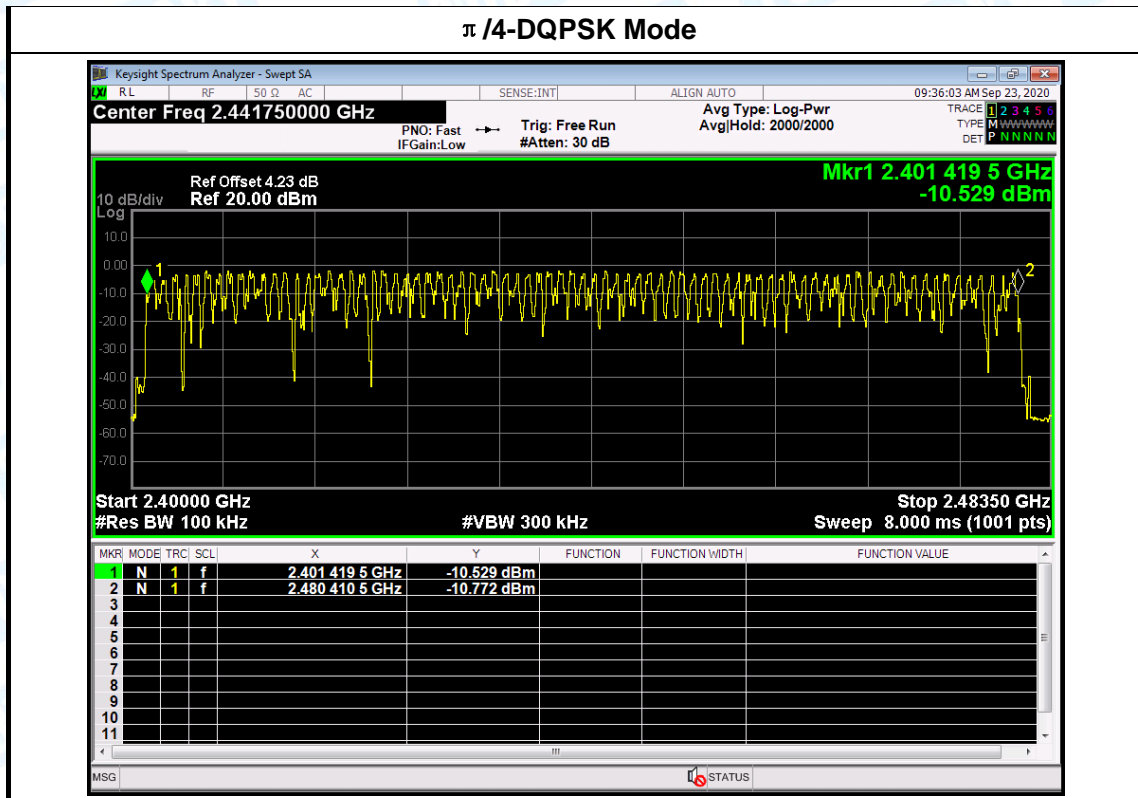 π/4-DQPSK Mode
Keysight Spectrum Analyzer - Swept SA
LXI RL RF 50 Ω AC SENSE:INT ALIGN AUTO 09:36:03 AM Sep 23, 2020
Center Freq 2.441750000 GHz
PNO: Fast
IFGain:Low
Trig: Free Run
#Atten: 30 dB
Avg Type: Log-Pwr
Avg|Hold: 2000/2000
TRACE 1 2 3 4 5 6
TYPE M WWWWW
DET P N N N N N
Mkr1 2.401 419 5 GHz
-10.529 dBm
Ref Offset 4.23 dB
10 dB/div Ref 20.00 dBm
Log
10.0
0.00
-10.0
-20.0
-30.0
-40.0
-50.0
-60.0
-70.0
1
2
Start 2.40000 GHz Stop 2.48350 GHz
#Res BW 100 kHz #VBW 300 kHz Sweep 8.000 ms (1001 pts)
MKR MODE TRC SCL X Y FUNCTION FUNCTION WIDTH FUNCTION VALUE
1 N 1 f 2.401 419 5 GHz -10.529 dBm
2 N 1 f 2.480 410 5 GHz -10.772 dBm
3
4
5
6
7
8
9
10
11
MSG STATUS